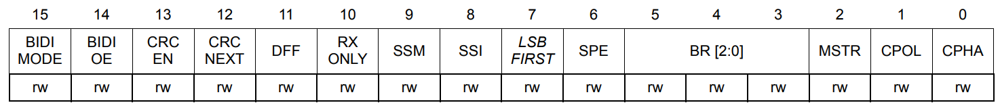 15 14 13 12 11 10 9 8 7 6 5 4 3 2 1 0
BIDI MODE BIDI OE CRC EN CRC NEXT DFF RX ONLY SSM SSI LSB FIRST SPE BR [2:0] MSTR CPOL CPHA
rw rw rw rw rw rw rw rw rw rw rw rw rw rw rw rw